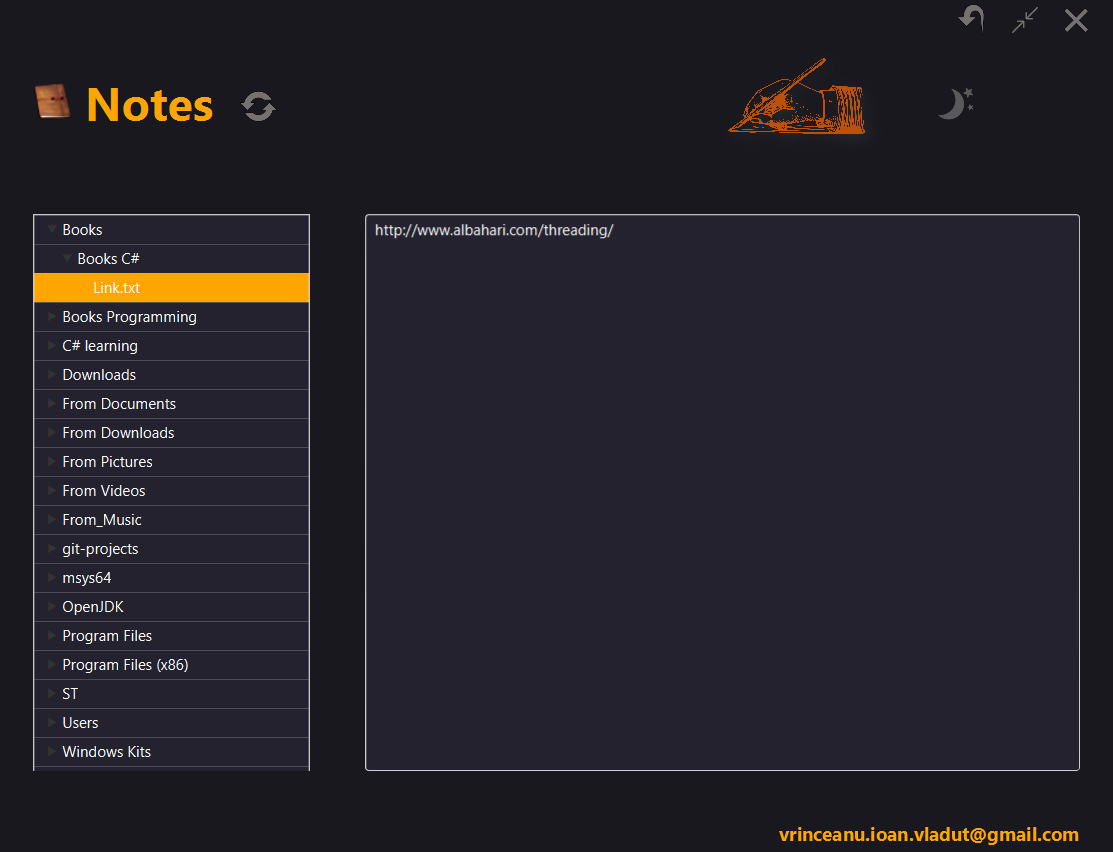 Notes
Books
Books C#
Link.txt
Books Programming
C# learning
Downloads
From Documents
From Downloads
From Pictures
From Videos
From_Music
git-projects
msys64
OpenJDK
Program Files
Program Files (x86)
ST
Users
Windows Kits
http://www.albahari.com/threading/
vrinceanu.ioan.vladut@gmail.com